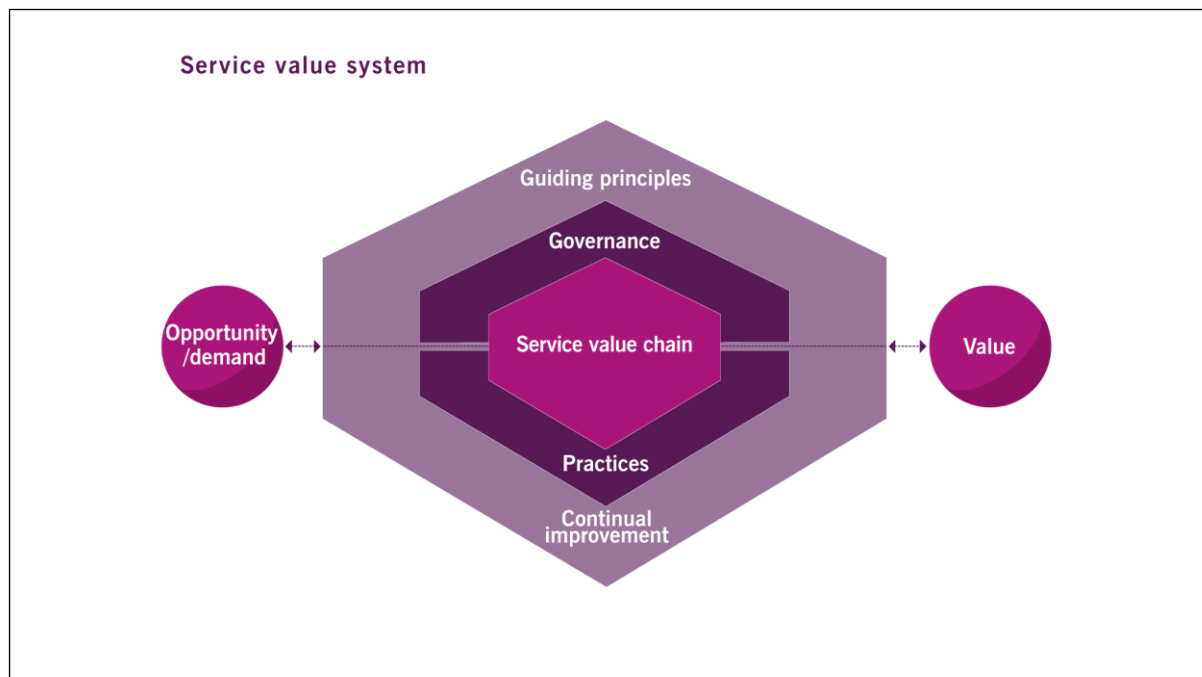 Service value system
Guiding principles
Governance
Opportunity
/demand
Service value chain
Value
Practices
Continual
improvement